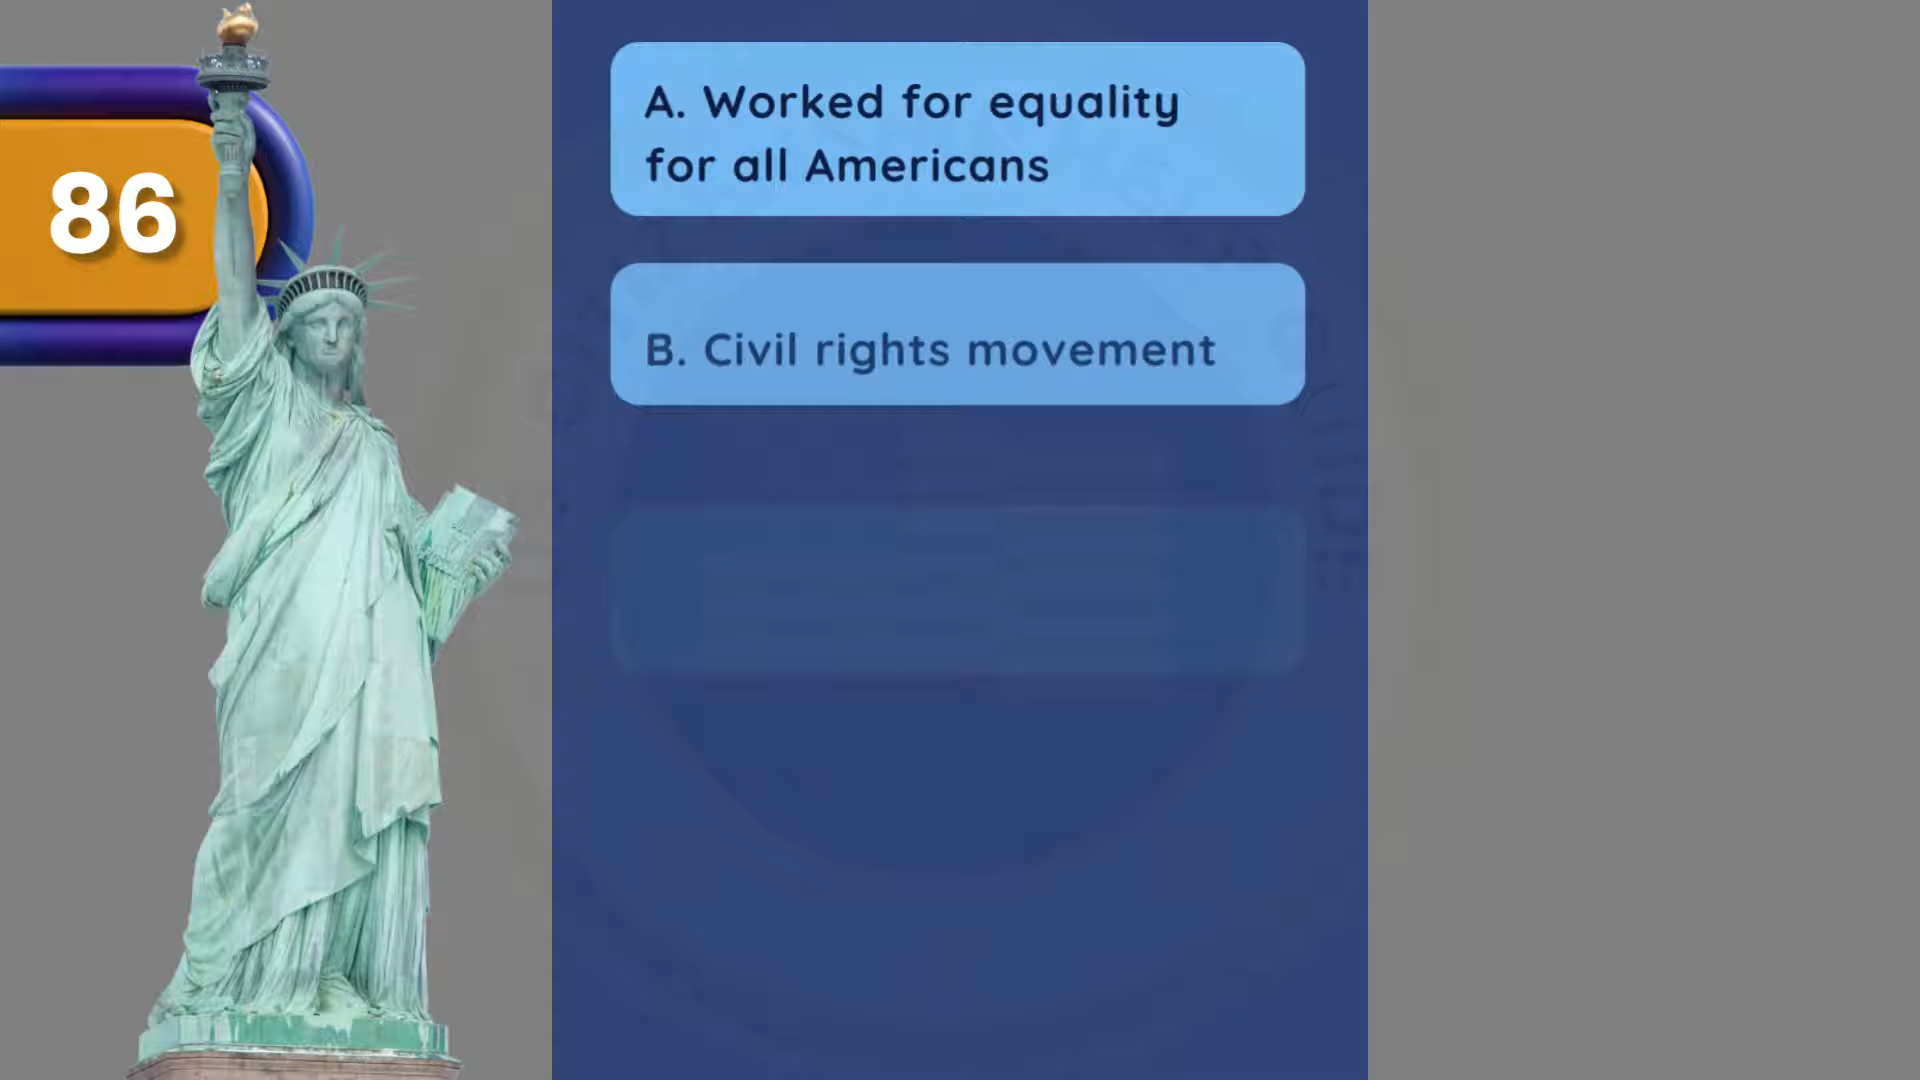 86
A. Worked for equality
for all Americans
B. Civil rights movement